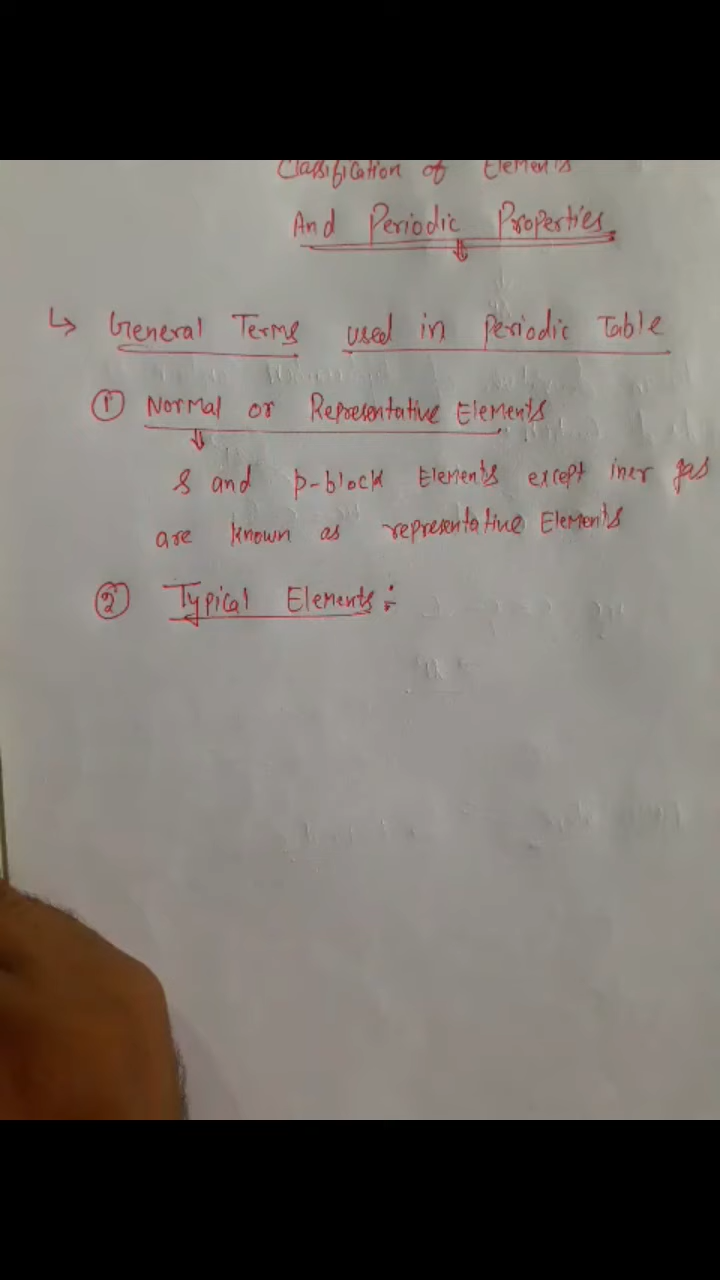 Classification of Elements
And Periodic Properties
↳ General Terms used in Periodic Table
① Normal or Representative Elements
S and p-block Elements except iner gas
are known as representative Elements
② Typical Elements :-